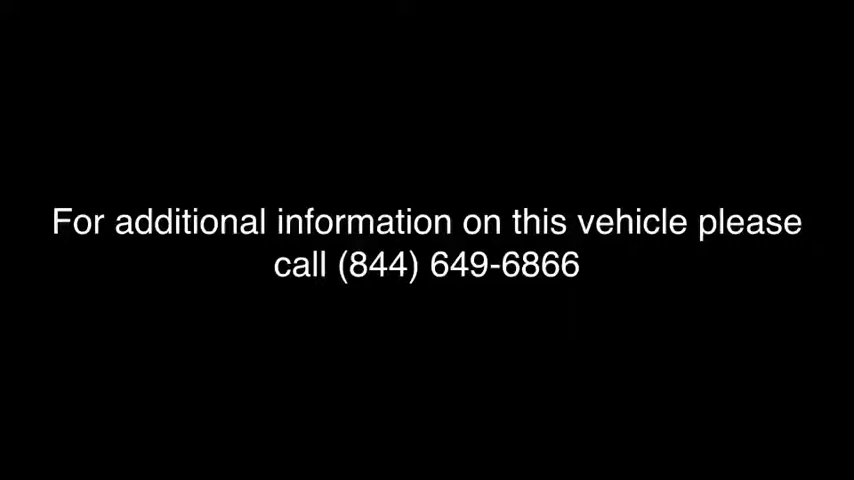 For additional information on this vehicle please
call (844) 649-6866